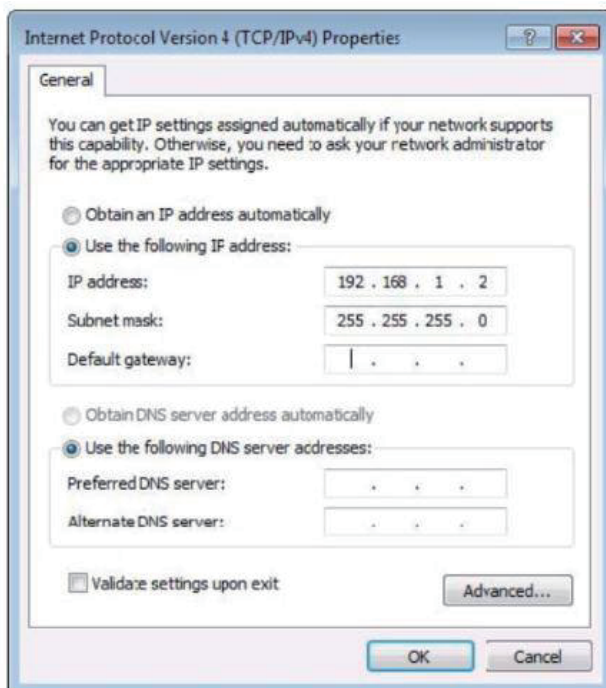 Internet Protocol Version 4 (TCP/IPv4) Properties
General
You can get IP settings assigned automatically if your network supports
this capability. Otherwise, you need to ask your network administrator
for the appropriate IP settings.
Obtain an IP address automatically
Use the following IP address:
IP address: 192 . 168 . 1 . 2
Subnet mask: 255 . 255 . 255 . 0
Default gateway: . . .
Obtain DNS server address automatically
Use the following DNS server addresses:
Preferred DNS server: . . .
Alternate DNS server: . . .
Validate settings upon exit
Advanced...
OK Cancel